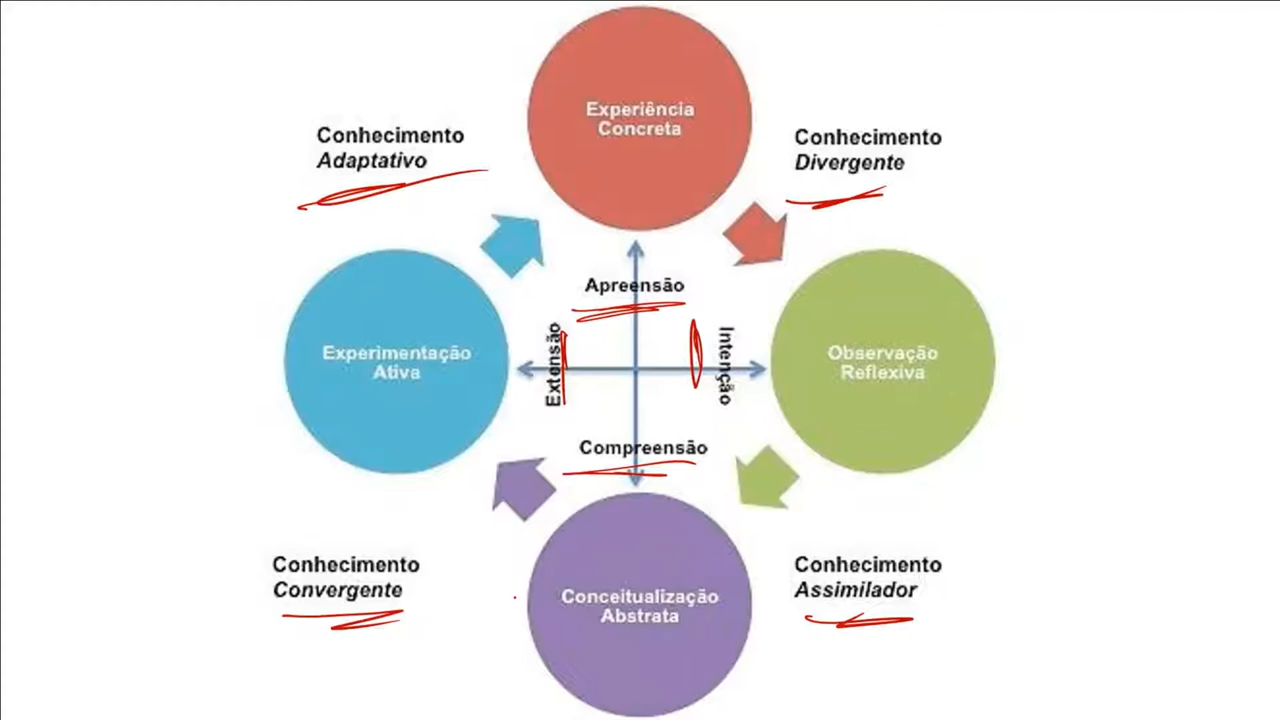 Experiência
Concreta
Conhecimento
Adaptativo
Conhecimento
Divergente
Apreensão
Experimentação
Ativa
Extensão
Intenção
Observação
Reflexiva
Compreensão
Conhecimento
Convergente
Conceitualização
Abstrata
Conhecimento
Assimilador